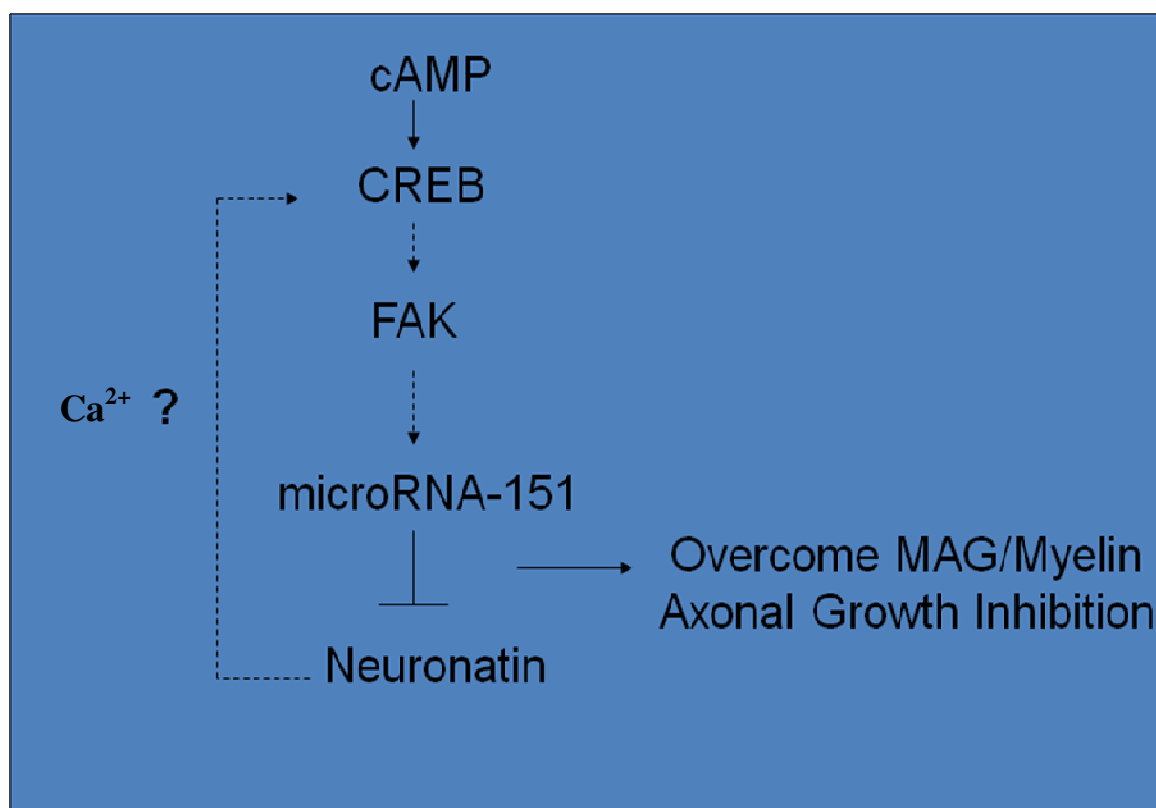 cAMP
CREB
FAK
Ca²⁺ ?
microRNA-151
Overcome MAG/Myelin
Axonal Growth Inhibition
Neuronatin